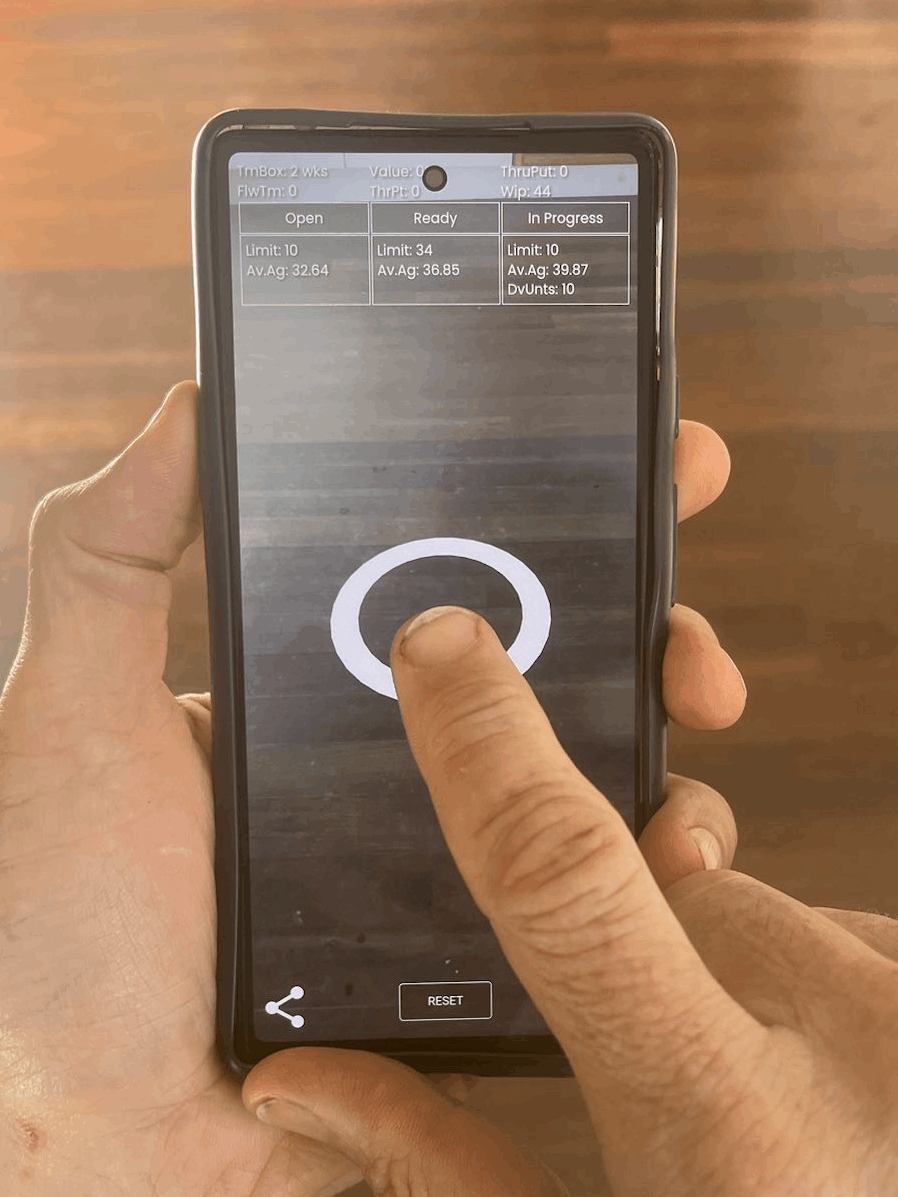 TmBox: 2 wks Value: 0 ThruPut: 0
FlwTm: 0 ThrPt: 0 Wip: 44
Open Ready In Progress
Limit: 10 Limit: 34 Limit: 10
Av.Ag: 32.64 Av.Ag: 36.85 Av.Ag: 39.87
DvUnts: 10
RESET